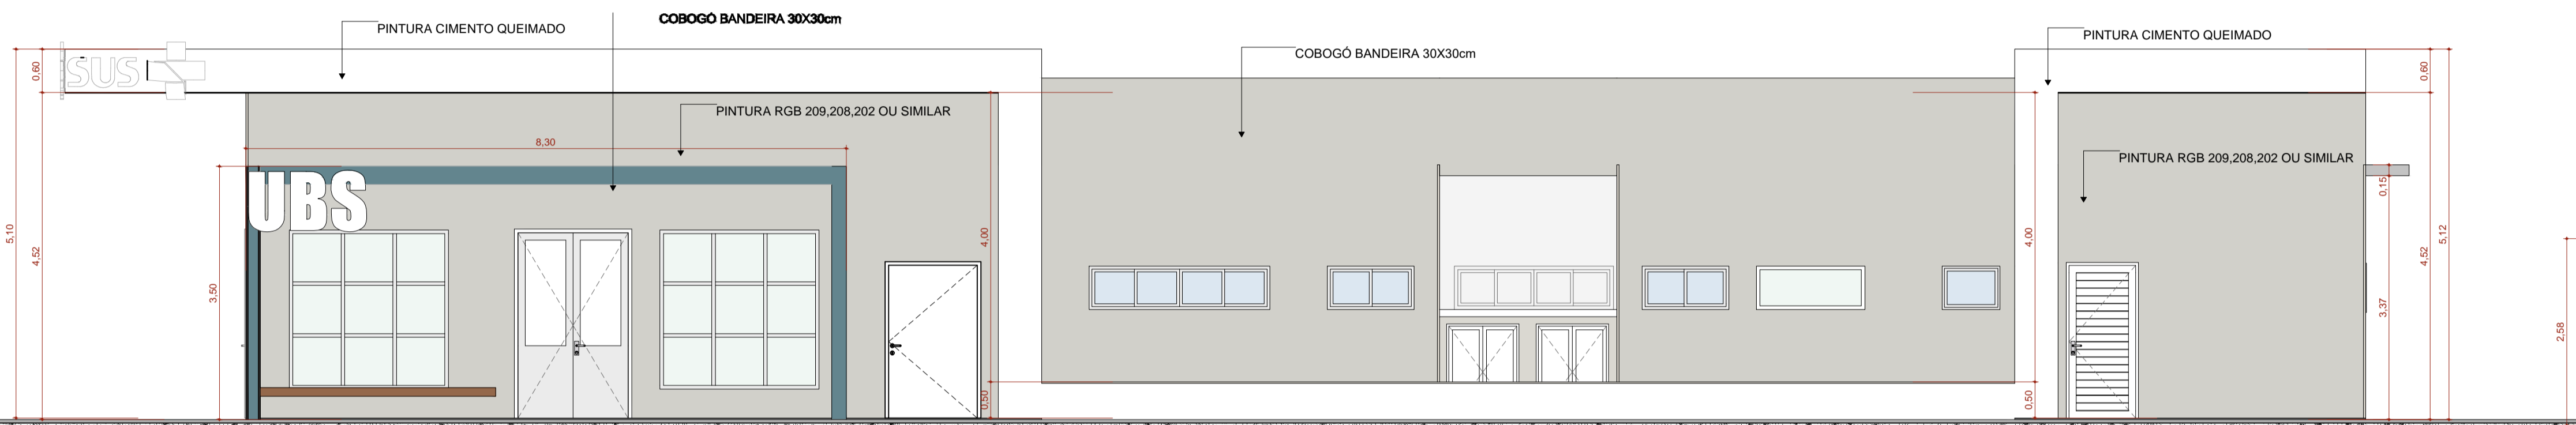 COBOGÓ BANDEIRA 30X30cm
PINTURA CIMENTO QUEIMADO
PINTURA CIMENTO QUEIMADO
COBOGÓ BANDEIRA 30X30cm
SUS
0,60
0,60
PINTURA RGB 209,208,202 OU SIMILAR
8,30
PINTURA RGB 209,208,202 OU SIMILAR
UBS
0,15
5,10
4,52
4,00
4,00
4,52
5,12
3,50
3,37
2,58
0,50
0,50